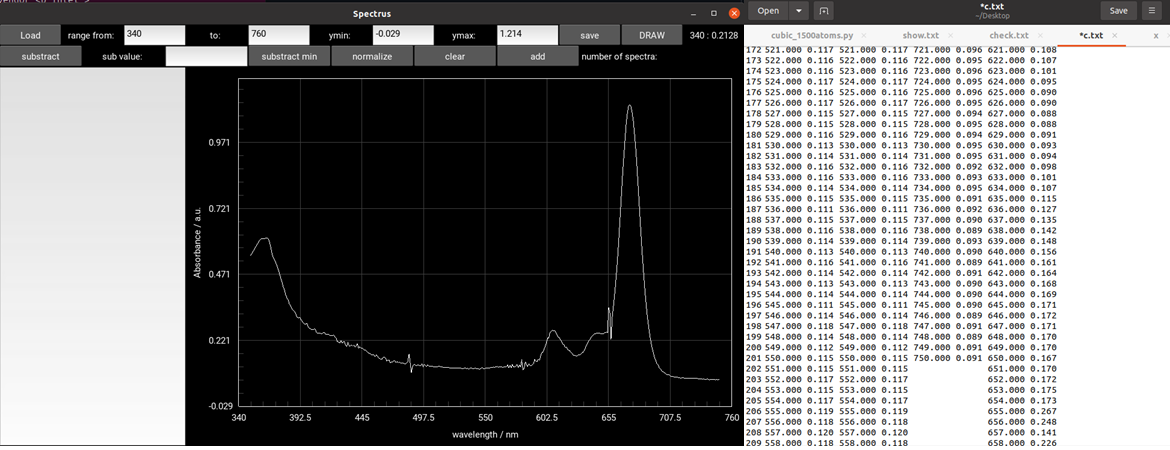 Spectrus
Load range from: 340 to: 760 ymin: -0.029 ymax: 1.214 save DRAW 340 : 0.2128
substract sub value: substract min normalize clear add number of spectra:
0.971
0.721
0.471
0.221
-0.029
Absorbance / a.u.
340 392.5 445 497.5 550 602.5 655 707.5 760
wavelength / nm
Open *c.txt Save
~/Desktop
cubic_1500atoms.py show.txt check.txt *c.txt x
172 521.000 0.116 521.000 0.117 721.000 0.096 621.000 0.108
173 522.000 0.116 522.000 0.116 722.000 0.095 622.000 0.107
174 523.000 0.116 523.000 0.116 723.000 0.096 623.000 0.101
175 524.000 0.117 524.000 0.117 724.000 0.095 624.000 0.095
176 525.000 0.116 525.000 0.116 725.000 0.096 625.000 0.090
177 526.000 0.117 526.000 0.117 726.000 0.095 626.000 0.090
178 527.000 0.115 527.000 0.115 727.000 0.094 627.000 0.088
179 528.000 0.115 528.000 0.115 728.000 0.094 628.000 0.088
180 529.000 0.116 529.000 0.116 729.000 0.094 629.000 0.091
181 530.000 0.113 530.000 0.113 730.000 0.095 630.000 0.093
182 531.000 0.114 531.000 0.114 731.000 0.095 631.000 0.094
183 532.000 0.116 532.000 0.116 732.000 0.092 632.000 0.098
184 533.000 0.116 533.000 0.116 733.000 0.093 633.000 0.101
185 534.000 0.114 534.000 0.114 734.000 0.095 634.000 0.107
186 535.000 0.115 535.000 0.115 735.000 0.091 635.000 0.115
187 536.000 0.111 536.000 0.111 736.000 0.092 636.000 0.127
188 537.000 0.115 537.000 0.115 737.000 0.090 637.000 0.135
189 538.000 0.116 538.000 0.116 738.000 0.089 638.000 0.142
190 539.000 0.114 539.000 0.114 739.000 0.093 639.000 0.148
191 540.000 0.113 540.000 0.113 740.000 0.090 640.000 0.156
192 541.000 0.116 541.000 0.116 741.000 0.089 641.000 0.161
193 542.000 0.114 542.000 0.114 742.000 0.091 642.000 0.164
194 543.000 0.114 543.000 0.114 743.000 0.091 643.000 0.168
195 544.000 0.114 544.000 0.114 744.000 0.090 644.000 0.169
196 545.000 0.111 545.000 0.111 745.000 0.090 645.000 0.171
197 546.000 0.114 546.000 0.114 746.000 0.089 646.000 0.172
198 547.000 0.118 547.000 0.118 747.000 0.091 647.000 0.171
199 548.000 0.114 548.000 0.114 748.000 0.089 648.000 0.170
200 549.000 0.112 549.000 0.112 749.000 0.091 649.000 0.170
201 550.000 0.115 550.000 0.115 750.000 0.091 650.000 0.167
202 551.000 0.115 551.000 0.115 651.000 0.170
203 552.000 0.117 552.000 0.117 652.000 0.172
204 553.000 0.115 553.000 0.115 653.000 0.175
205 554.000 0.117 554.000 0.117 654.000 0.173
206 555.000 0.119 555.000 0.119 655.000 0.267
207 556.000 0.118 556.000 0.118 656.000 0.248
208 557.000 0.120 557.000 0.120 657.000 0.141
209 558.000 0.118 558.000 0.118 658.000 0.226